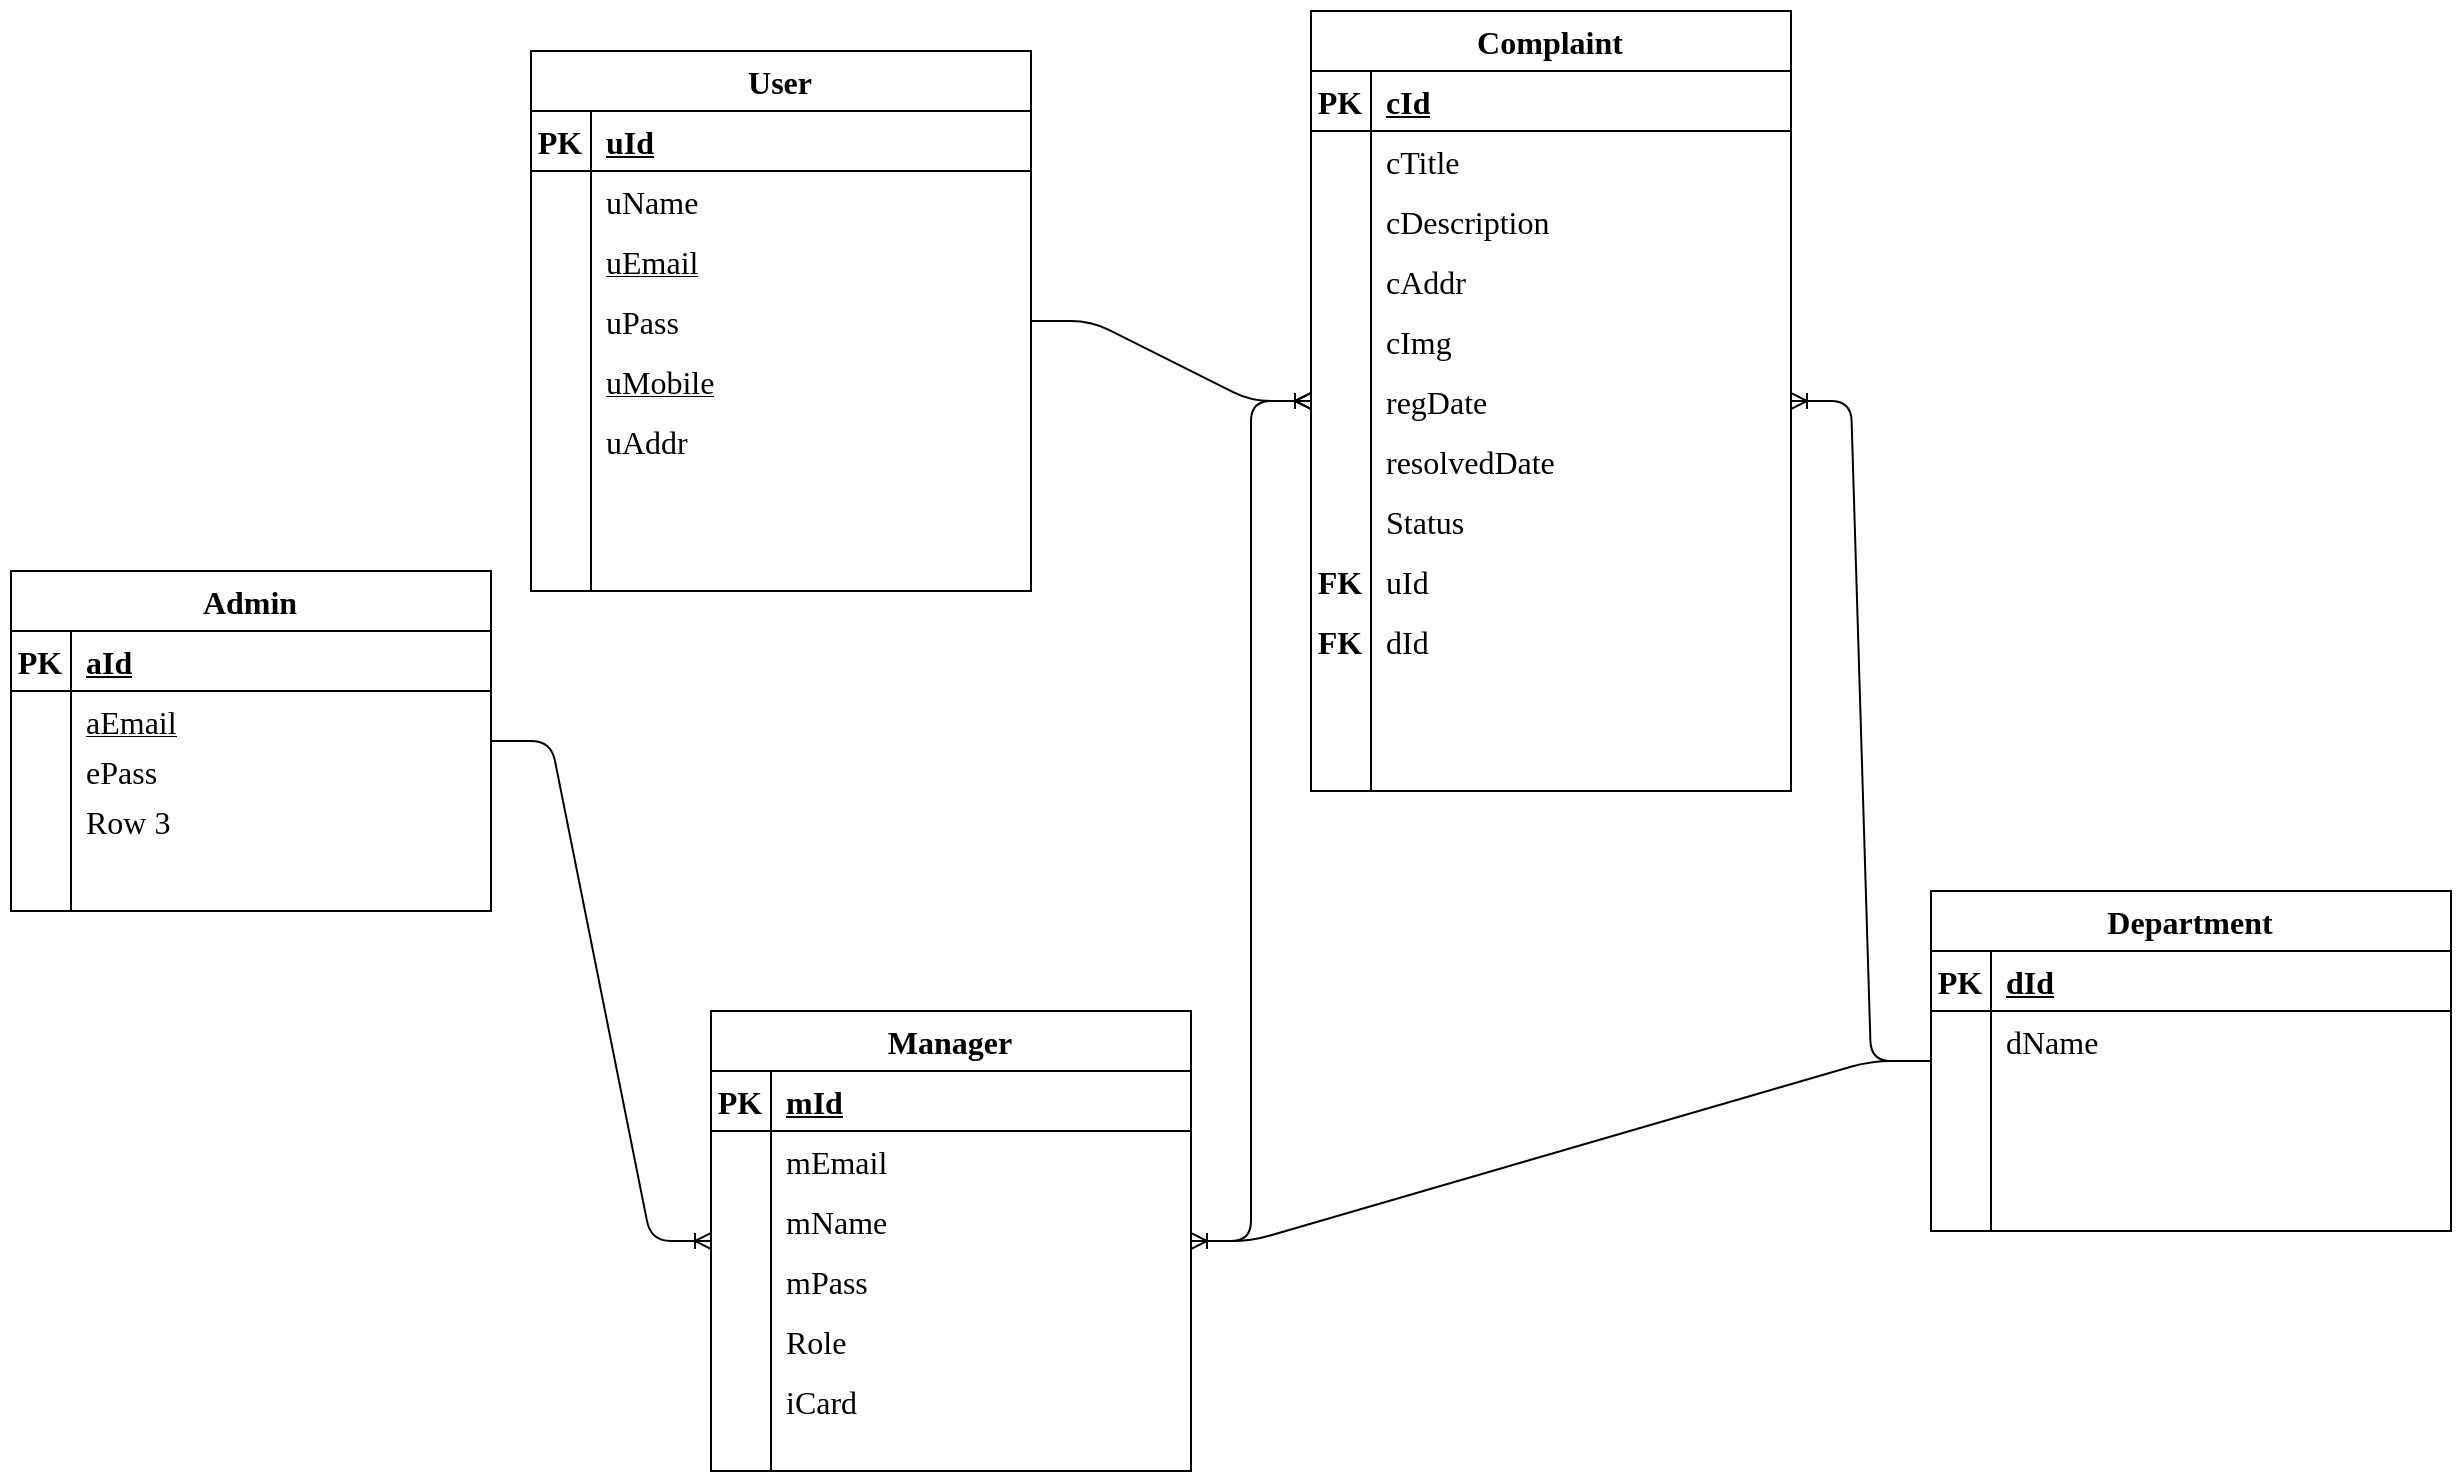 User
PK uId
uName
uEmail
uPass
uMobile
uAddr
Complaint
PK cId
cTitle
cDescription
cAddr
cImg
regDate
resolvedDate
Status
FK uId
FK dId
Admin
PK aId
aEmail
ePass
Row 3
Manager
PK mId
mEmail
mName
mPass
Role
iCard
Department
PK dId
dName